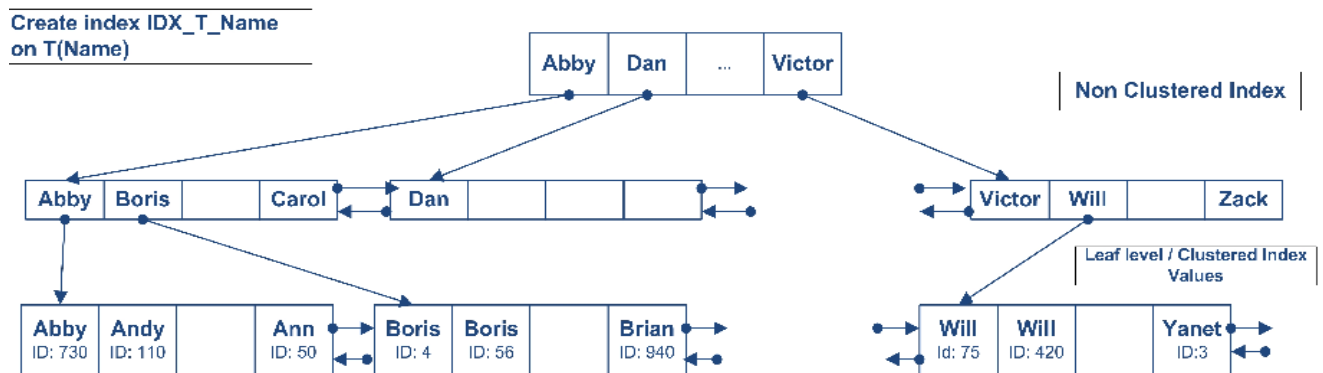 Create index IDX_T_Name
on T(Name)
Abby Dan ... Victor
Non Clustered Index
Abby Boris Carol Dan Victor Will Zack
Leaf level / Clustered Index
Values
Abby Andy Ann Boris Boris Brian Will Will Yanet
ID: 730 ID: 110 ID: 50 ID: 4 ID: 56 ID: 940 Id: 75 ID: 420 ID:3